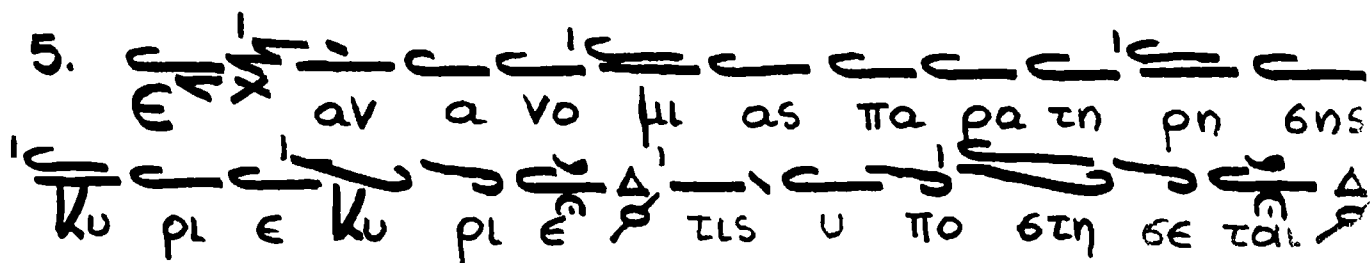 5. ϵ αν α νο μι ας πα ρα τη ρη σης
Κυ ρι ε Κυ ρι ε τις υ πο στη σε ται